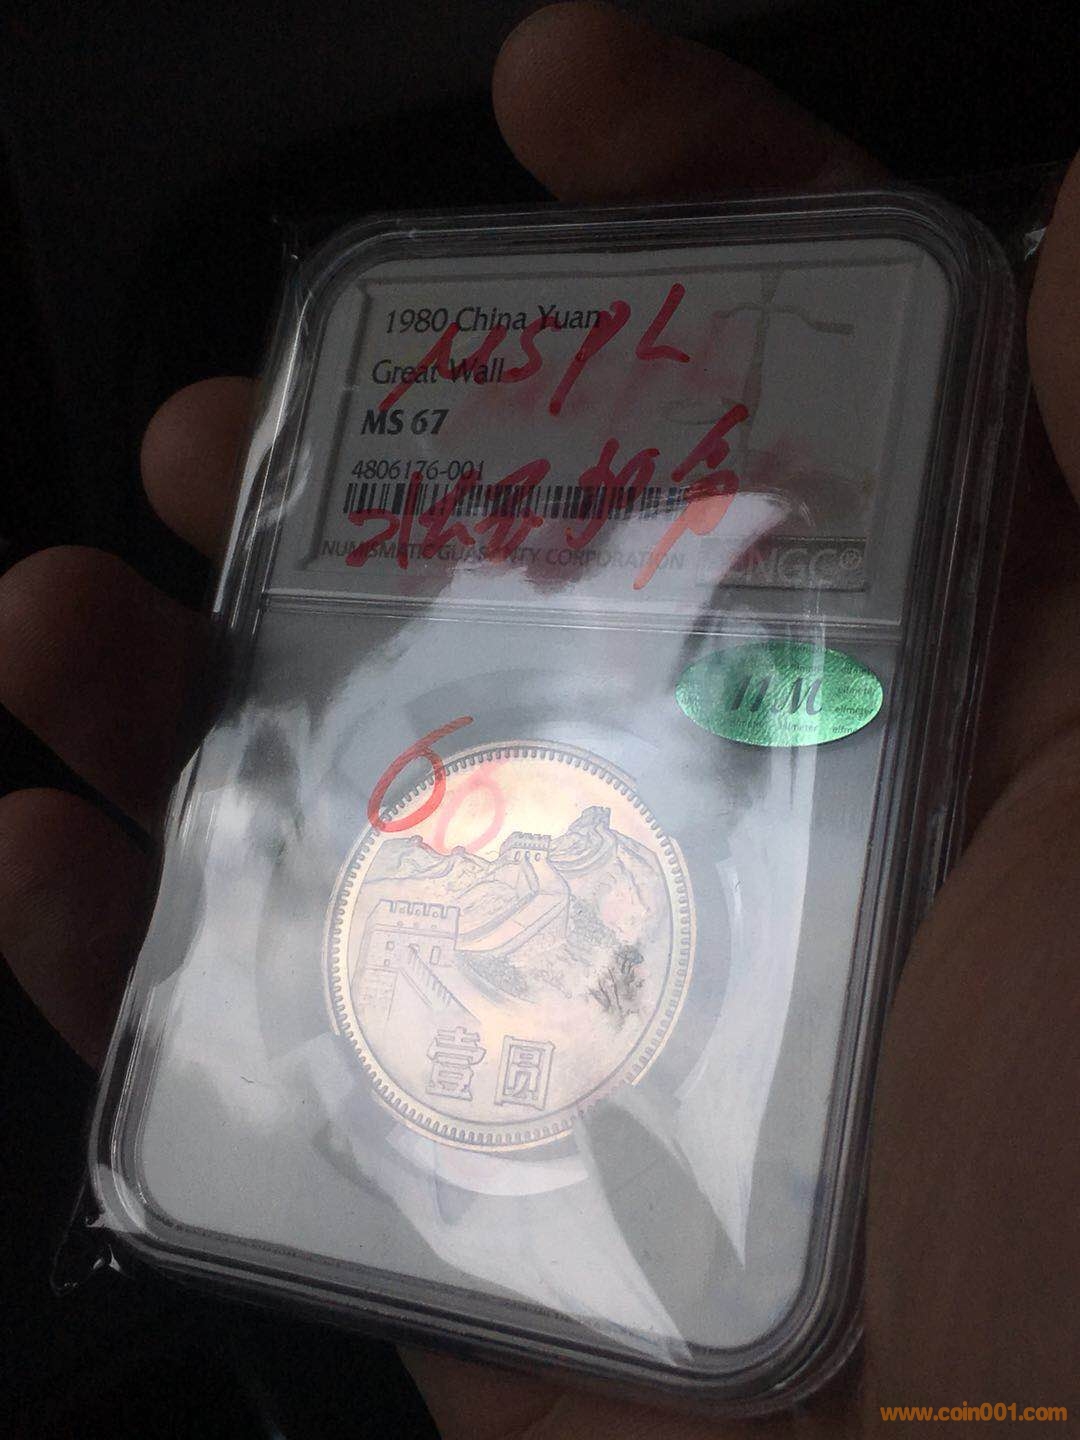 1980 China Yuan
MSPL
Great Wall
MS 67
4806176-001
NUMISMATIC GUARANTY CORPORATION
NGC®
60
壹圆
www.coin001.com